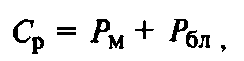 Cр = Pм + Pбл ,